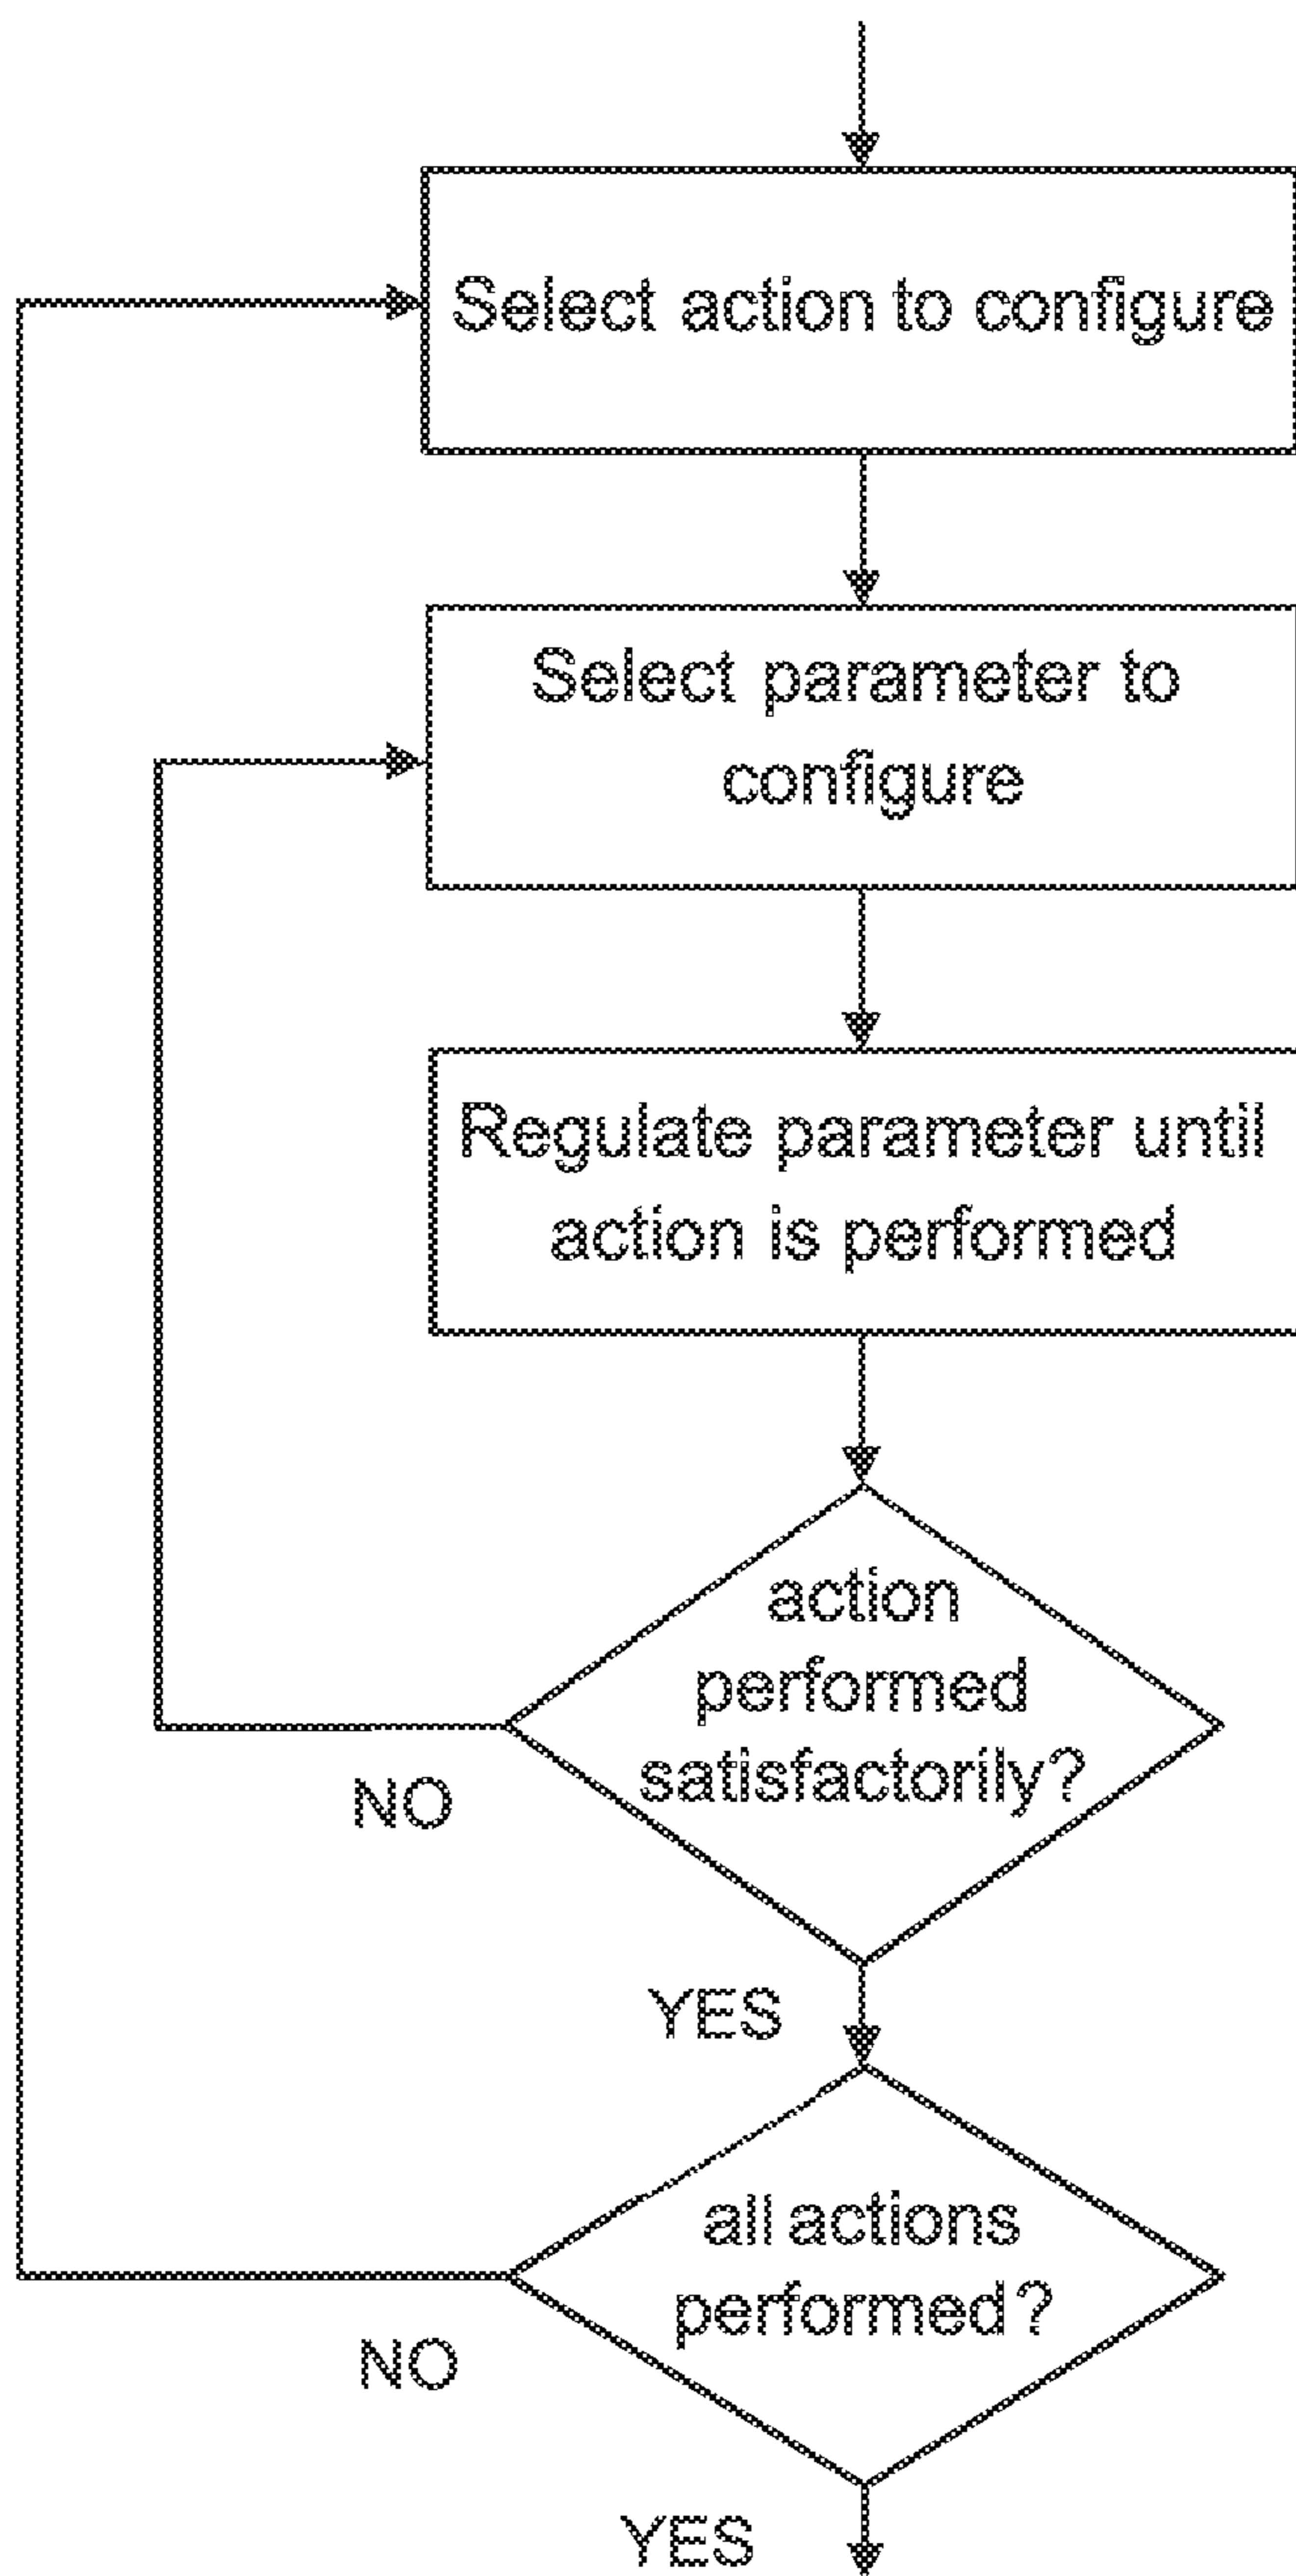 Select action to configure
Select parameter to
configure
Regulate parameter until
action is performed
action
performed
satisfactorily?
NO
YES
all actions
performed?
NO
YES